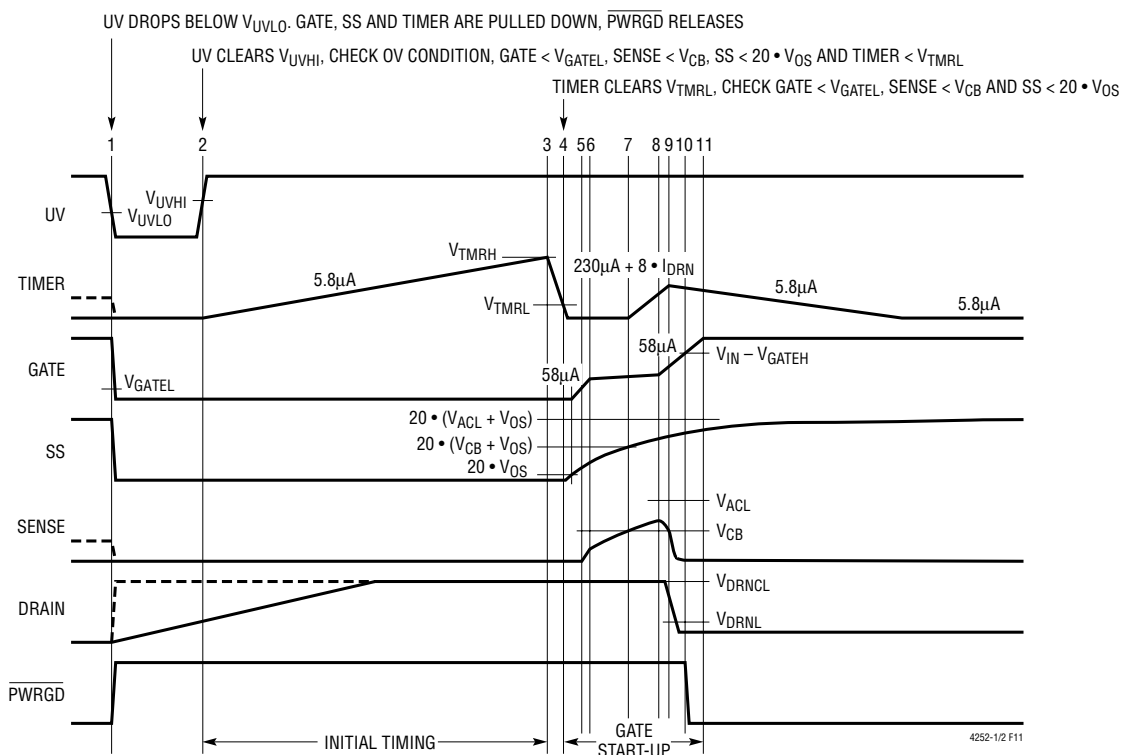 UV DROPS BELOW VUVLO. GATE, SS AND TIMER ARE PULLED DOWN, PWRGD RELEASES
UV CLEARS VUVHI, CHECK OV CONDITION, GATE < VGATEL, SENSE < VCB, SS < 20 • VOS AND TIMER < VTMRL
TIMER CLEARS VTMRL, CHECK GATE < VGATEL, SENSE < VCB AND SS < 20 • VOS
1 2 3 4 5 6 7 8 9 10 11
UV
VUVHI
VUVLO
TIMER
5.8µA
VTMRH
VTMRL
230µA + 8 • IDRN
5.8µA
5.8µA
GATE
VGATEL
58µA
58µA
VIN – VGATEH
SS
20 • (VACL + VOS)
20 • (VCB + VOS)
20 • VOS
SENSE
VACL
VCB
DRAIN
VDRNCL
VDRNL
PWRGD
INITIAL TIMING
GATE
START-UP
4252-1/2 F11